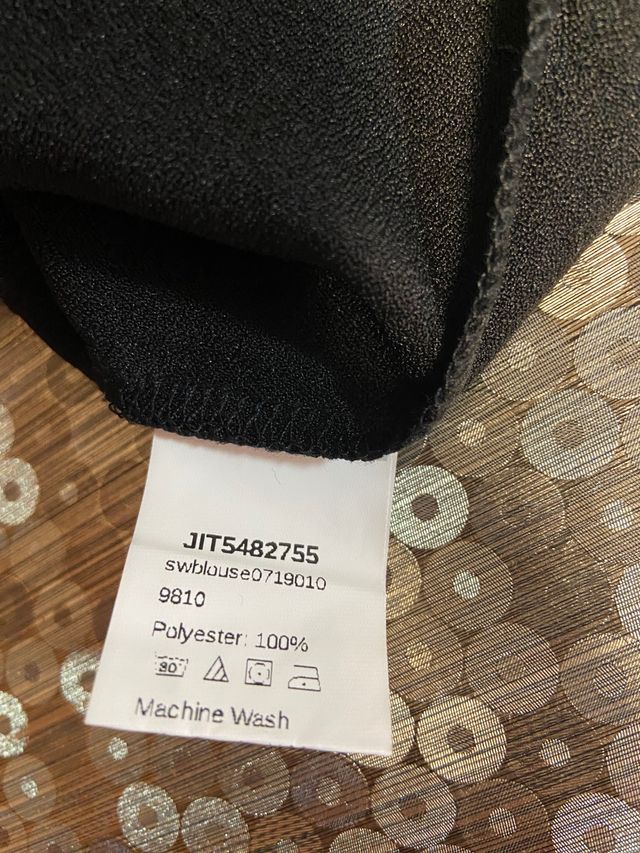 JIT5482755
swblouse0719010
9810
Polyester: 100%
30°
Machine Wash